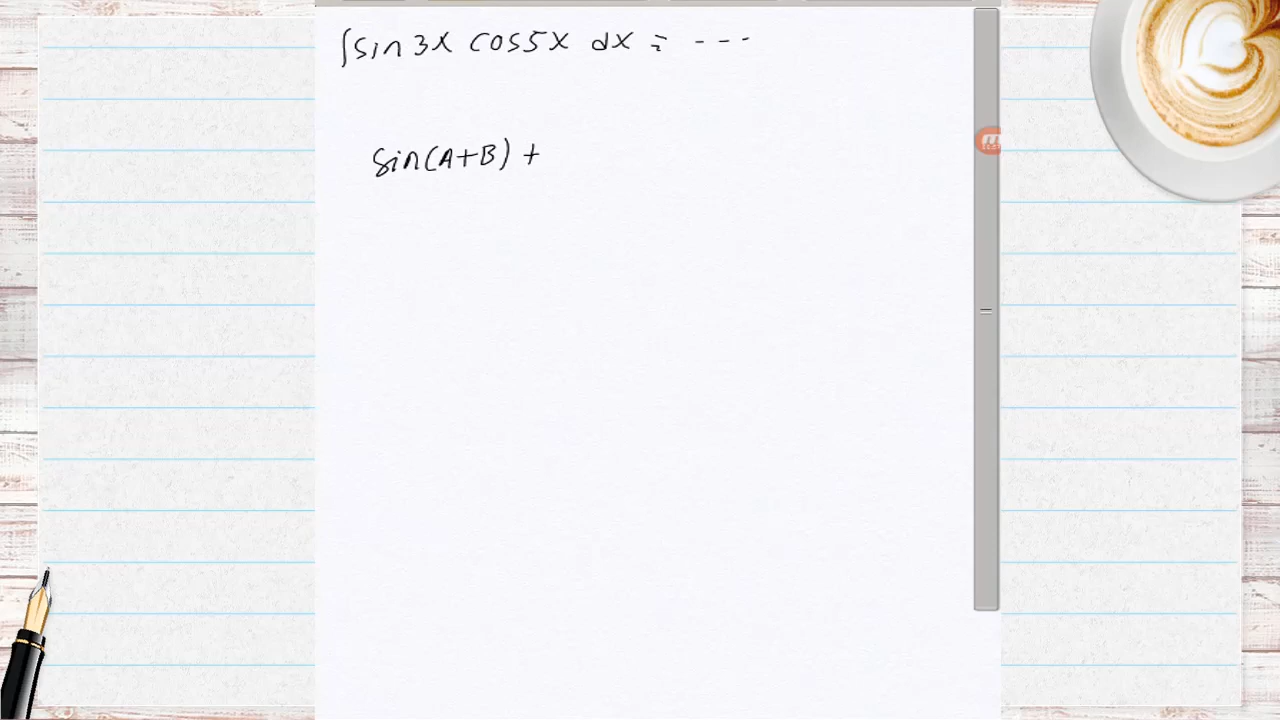 ∫sin 3x cos5x dx = ---
sin(A+B) +